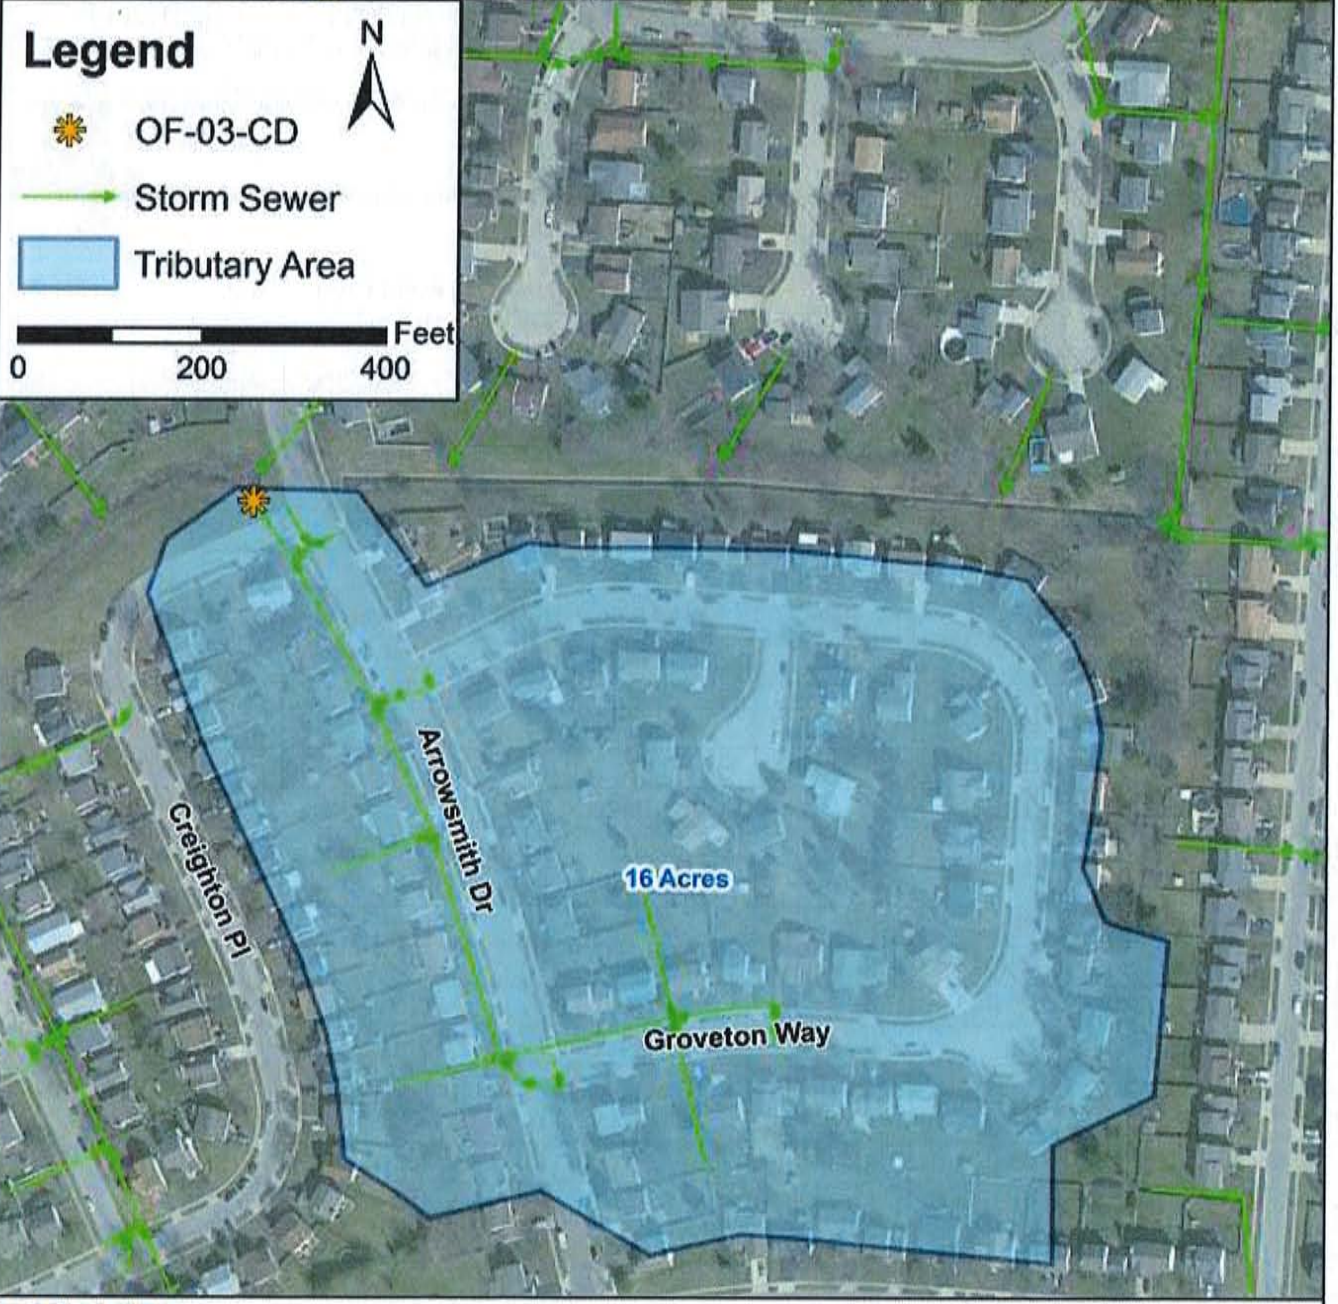 Legend
N
OF-03-CD
Storm Sewer
Tributary Area
Feet
0 200 400
Arrowsmith Dr
Creighton Pl
16 Acres
Groveton Way